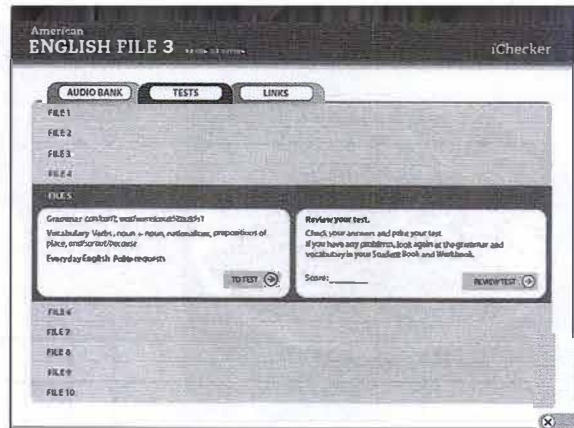 American
ENGLISH FILE 3
iChecker
AUDIO BANK
TESTS
LINKS
FILE 1
FILE 2
FILE 3
FILE 4
FILE 5
Grammar can/can't,
Vocabulary Verbs, noun + noun, nationalities, prepositions of
place, and/or/but/because
Everyday English Polite requests
TO TEST
Review your test.
Check your answers and print your test.
If you have any problems, look again at the grammar and
vocabulary in your Student Book and Workbook.
Score:
REVIEW TEST
FILE 6
FILE 7
FILE 8
FILE 9
FILE 10